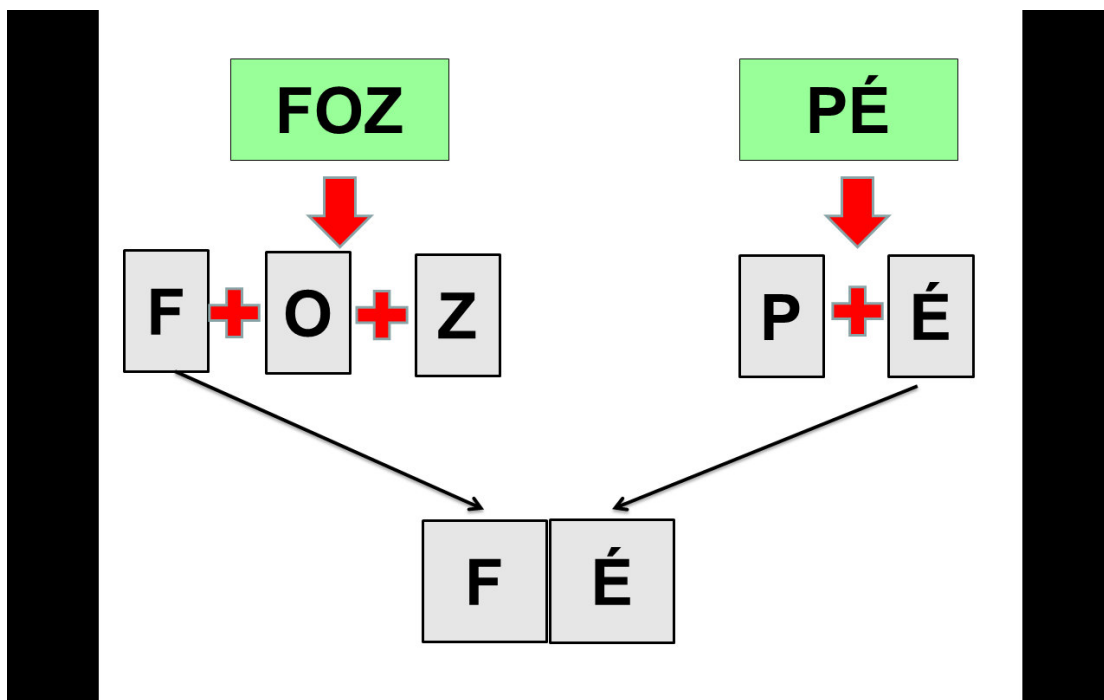 FOZ
PÉ
F + O + Z
P + É
F É